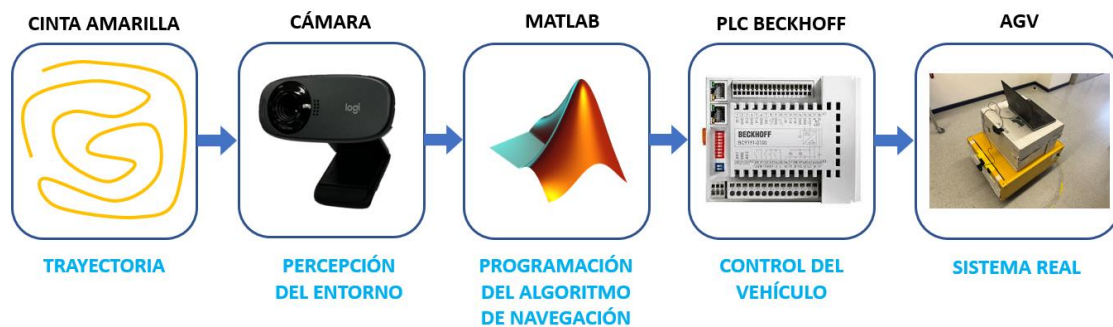 CINTA AMARILLA
CÁMARA
MATLAB
PLC BECKHOFF
AGV
logi
BECKHOFF
TRAYECTORIA
PERCEPCIÓN
DEL ENTORNO
PROGRAMACIÓN
DEL ALGORITMO
DE NAVEGACIÓN
CONTROL DEL
VEHÍCULO
SISTEMA REAL